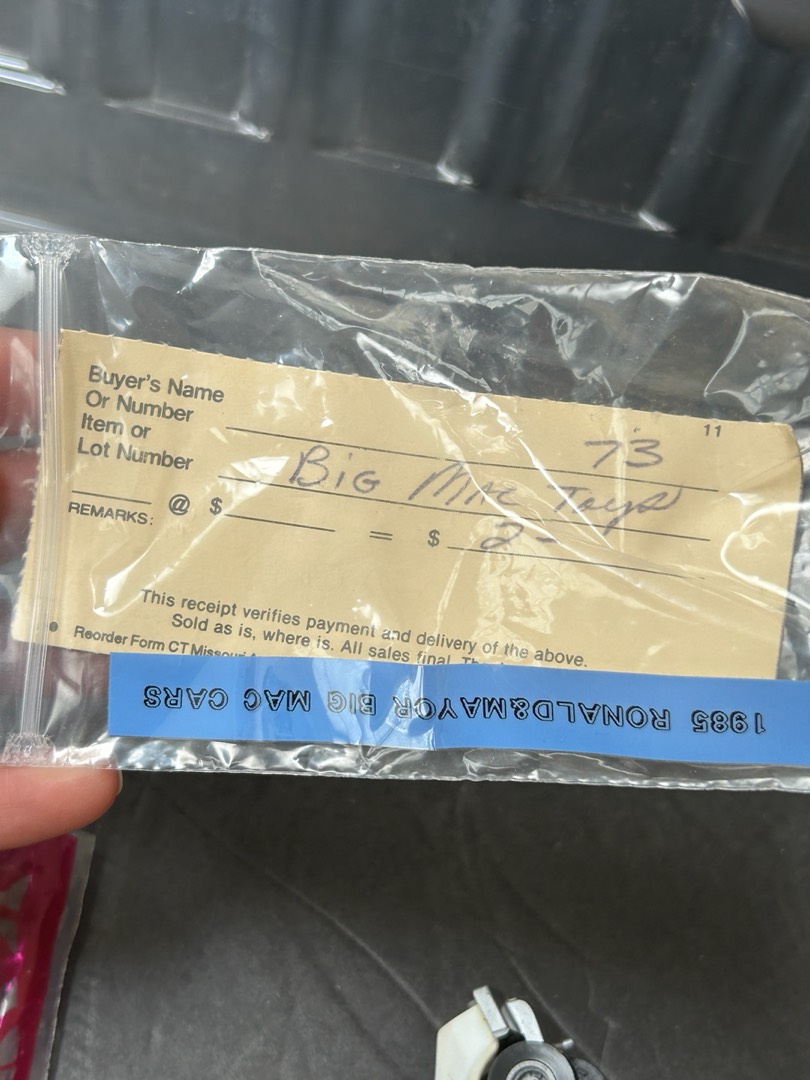 Buyer's Name
Or Number 73 11
Item or
Lot Number Big Mac Toys
@ $ = $ 2-
REMARKS:
This receipt verifies payment and delivery of the above.
Sold as is, where is. All sales final.
Reorder Form CT Missouri
1985 RONALD&MAYOR BIG MAC CARS